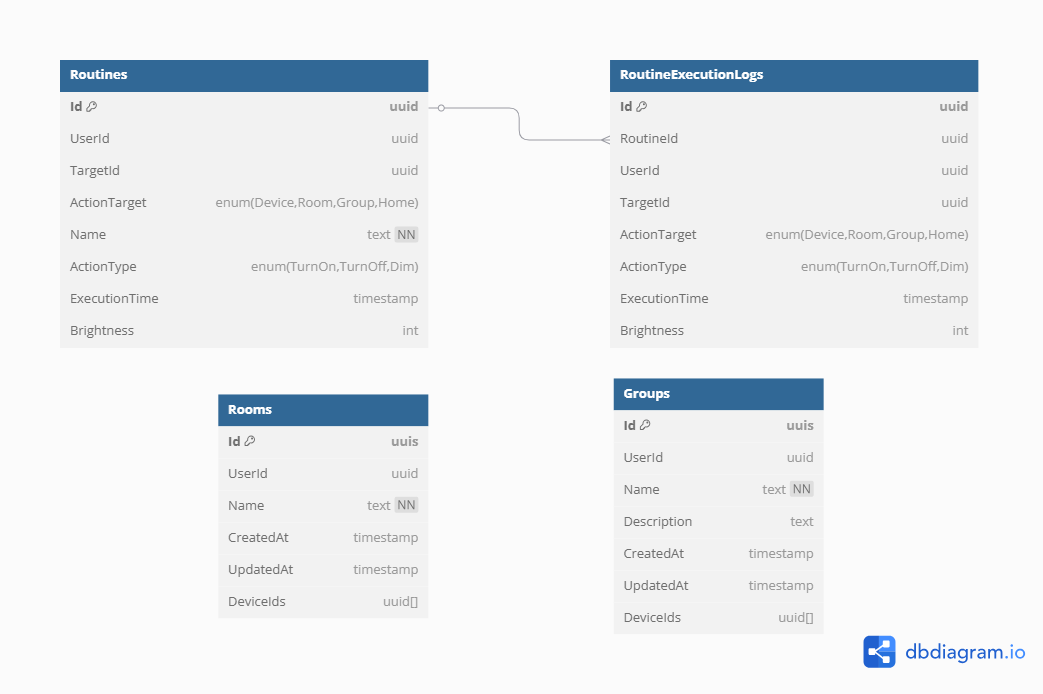 Routines
Id uuid
UserId uuid
TargetId uuid
ActionTarget enum(Device,Room,Group,Home)
Name text NN
ActionType enum(TurnOn,TurnOff,Dim)
ExecutionTime timestamp
Brightness int
RoutineExecutionLogs
Id uuid
RoutineId uuid
UserId uuid
TargetId uuid
ActionTarget enum(Device,Room,Group,Home)
ActionType enum(TurnOn,TurnOff,Dim)
ExecutionTime timestamp
Brightness int
Rooms
Id uuis
UserId uuid
Name text NN
CreatedAt timestamp
UpdatedAt timestamp
DeviceIds uuid[]
Groups
Id uuis
UserId uuid
Name text NN
Description text
CreatedAt timestamp
UpdatedAt timestamp
DeviceIds uuid[]
dbdiagram.io